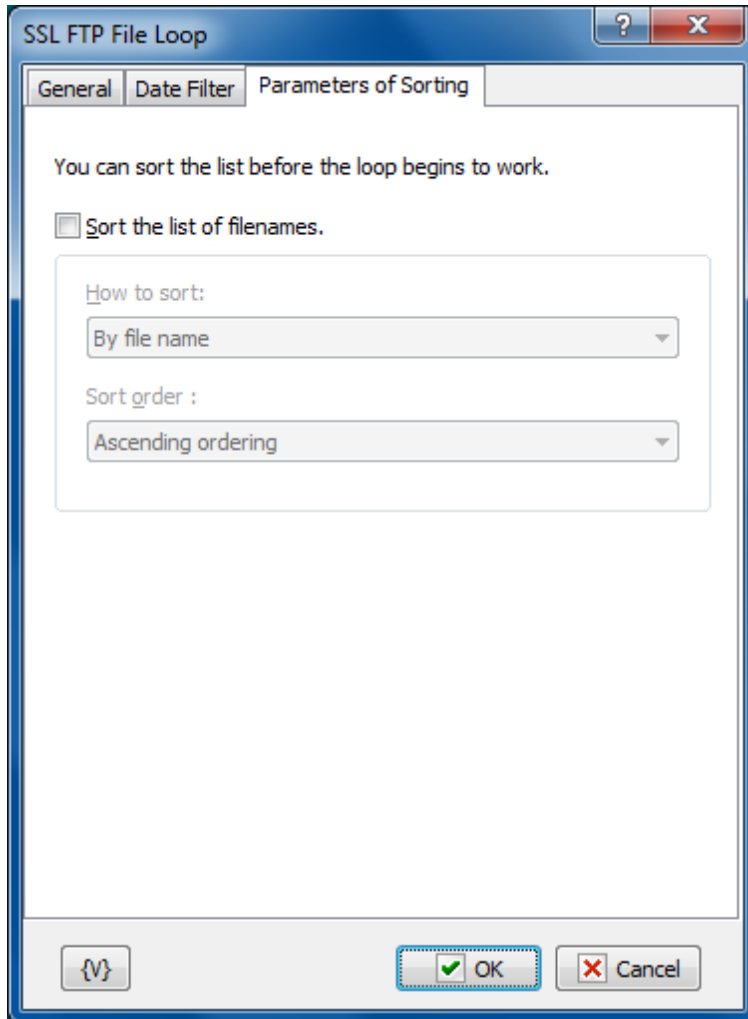 SSL FTP File Loop
?
General Date Filter Parameters of Sorting
You can sort the list before the loop begins to work.
Sort the list of filenames.
How to sort:
By file name
Sort order :
Ascending ordering
{V} OK Cancel